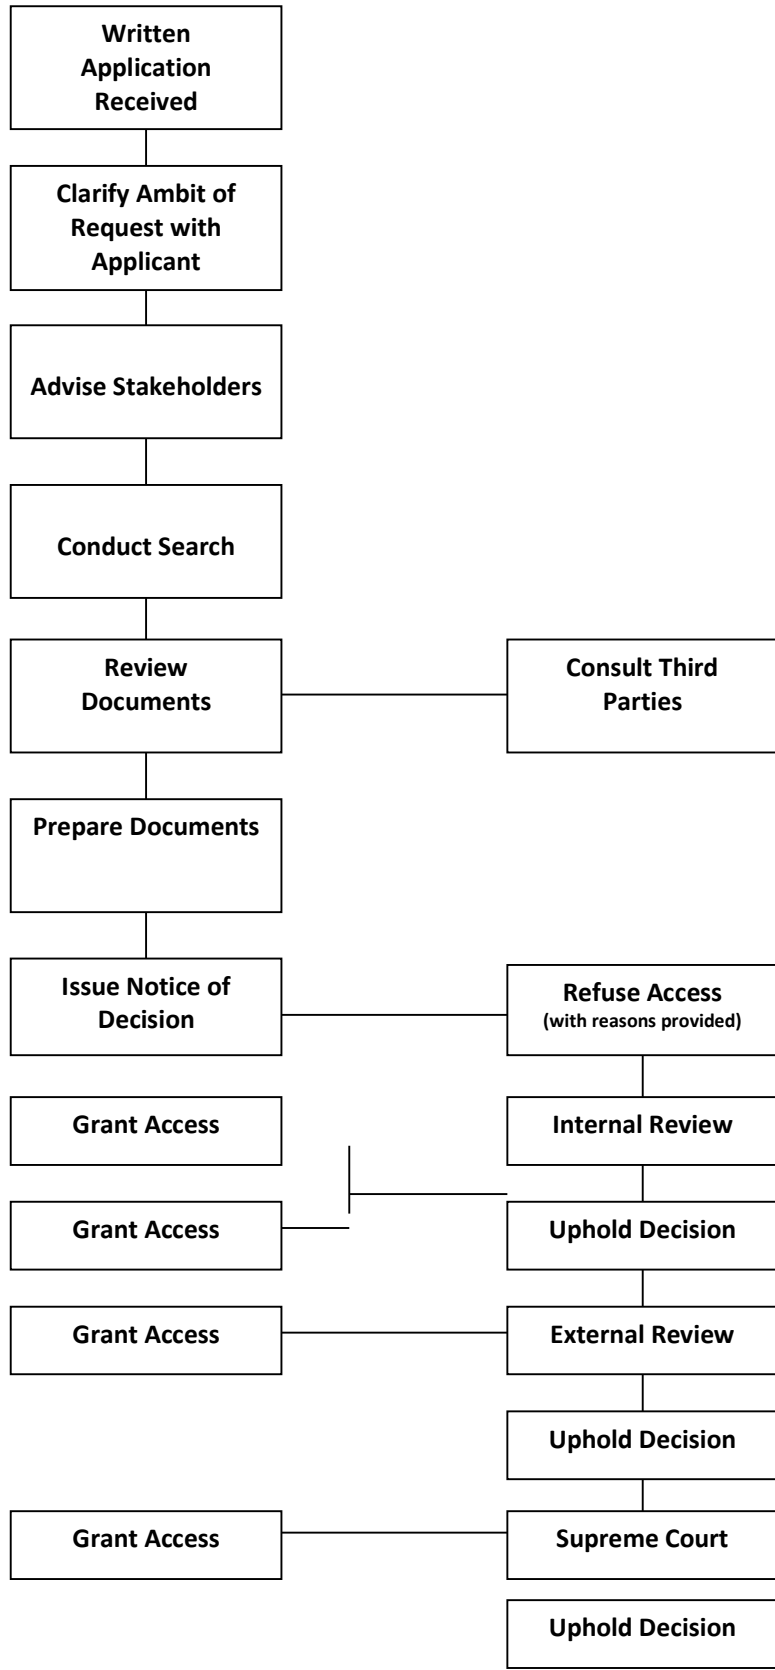 Written
Application
Received
Clarify Ambit of
Request with
Applicant
Advise Stakeholders
Conduct Search
Review
Documents
Consult Third
Parties
Prepare Documents
Issue Notice of
Decision
Refuse Access
(with reasons provided)
Grant Access
Internal Review
Grant Access
Uphold Decision
Grant Access
External Review
Uphold Decision
Grant Access
Supreme Court
Uphold Decision